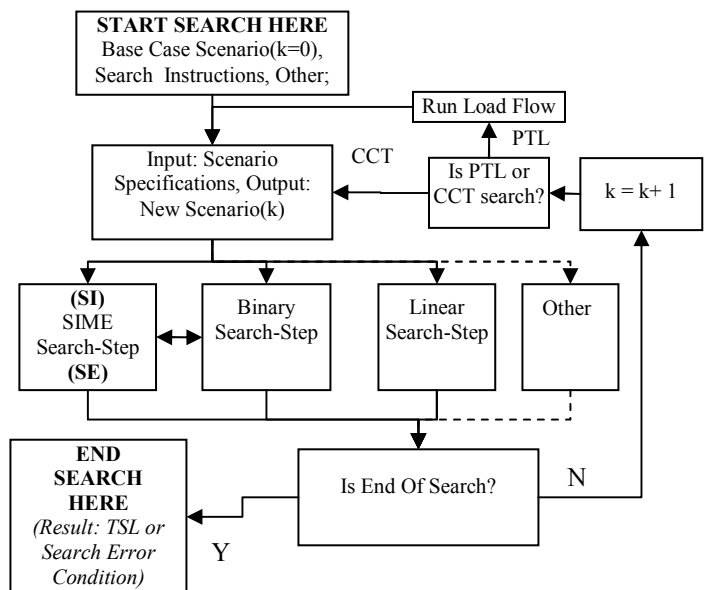 START SEARCH HERE
Base Case Scenario(k=0),
Search Instructions, Other;
Run Load Flow
PTL
CCT
Input: Scenario
Specifications, Output:
New Scenario(k)
Is PTL or
CCT search?
k = k+ 1
(SI)
SIME
Search-Step
(SE)
Binary
Search-Step
Linear
Search-Step
Other
Is End Of Search?
N
Y
END
SEARCH
HERE
(Result: TSL or
Search Error
Condition)